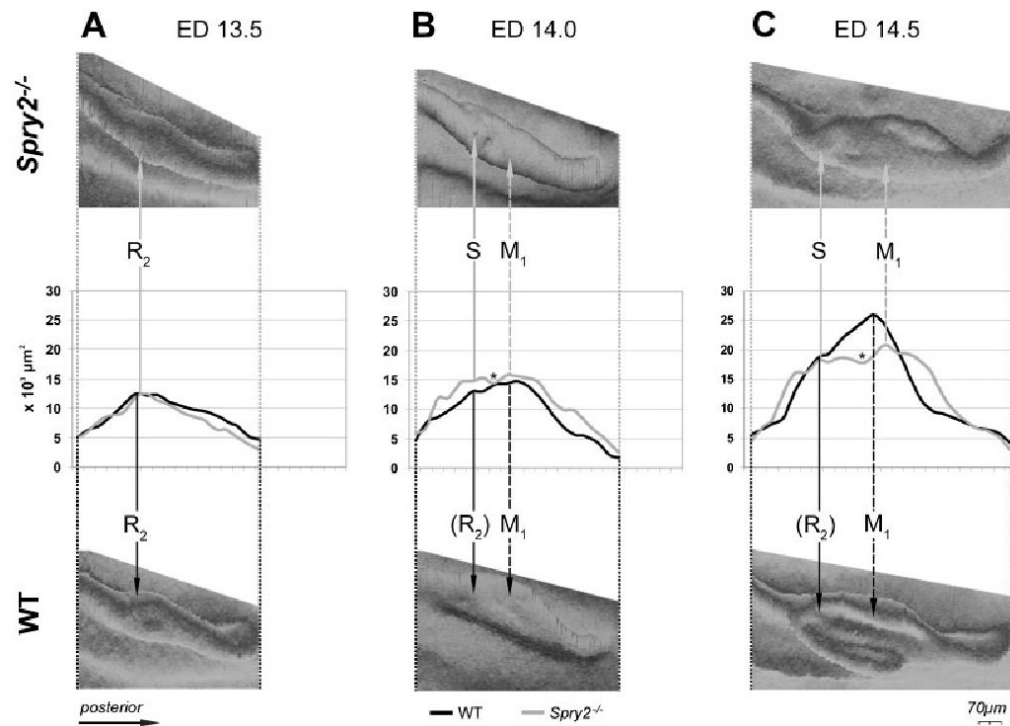 A ED 13.5
B ED 14.0
C ED 14.5
Spry2-/-
R2
S M1
S M1
30
25
20
15
10
5
0
x 10³ µm²
30
25
20
15
10
5
0
*
30
25
20
15
10
5
0
*
R2
(R2) M1
(R2) M1
WT
posterior
WT Spry2-/-
70µm